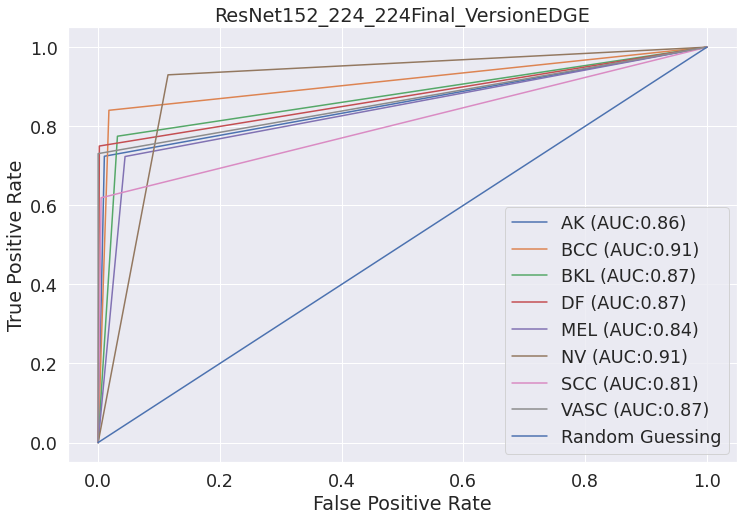 ResNet152_224_224Final_VersionEDGE
True Positive Rate
1.0
0.8
0.6
0.4
0.2
0.0
AK (AUC:0.86)
BCC (AUC:0.91)
BKL (AUC:0.87)
DF (AUC:0.87)
MEL (AUC:0.84)
NV (AUC:0.91)
SCC (AUC:0.81)
VASC (AUC:0.87)
Random Guessing
0.0 0.2 0.4 0.6 0.8 1.0
False Positive Rate